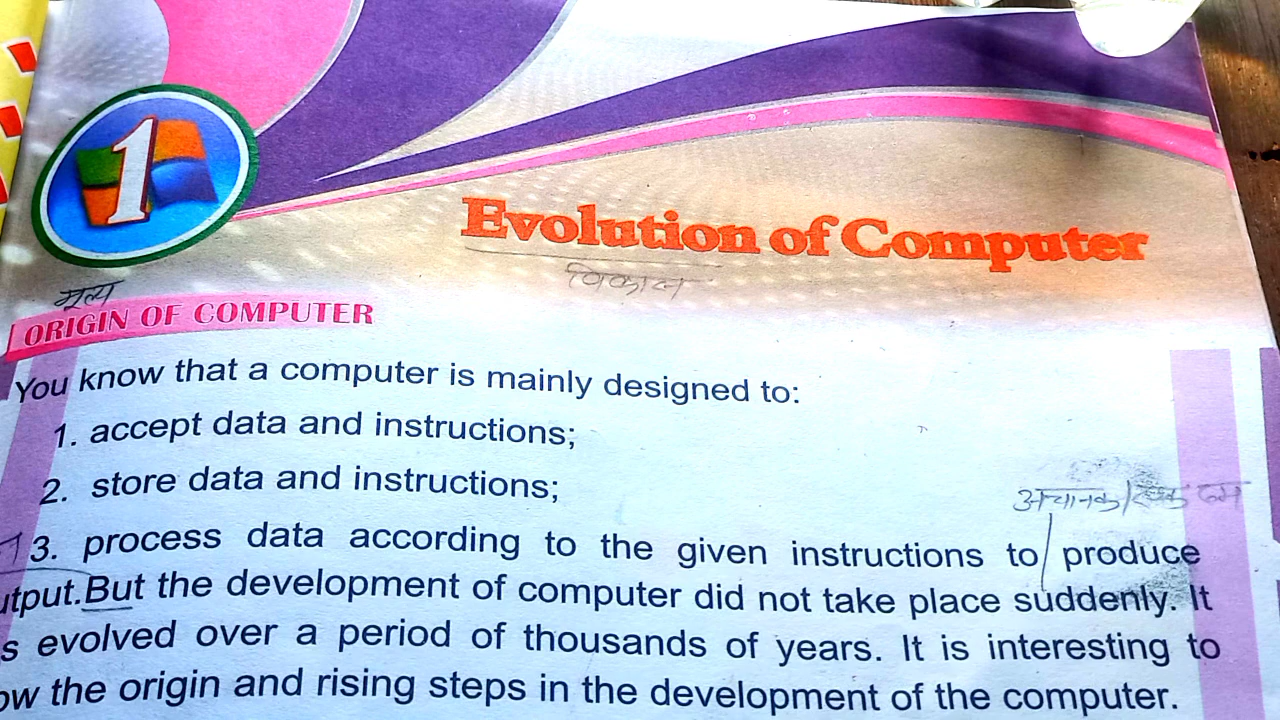 1
Evolution of Computer
विकास
मूल्य
ORIGIN OF COMPUTER
You know that a computer is mainly designed to:
1. accept data and instructions;
2. store data and instructions;
अचानक/
3. process data according to the given instructions to produce
utput.But the development of computer did not take place suddenly. It
s evolved over a period of thousands of years. It is interesting to
ow the origin and rising steps in the development of the computer.